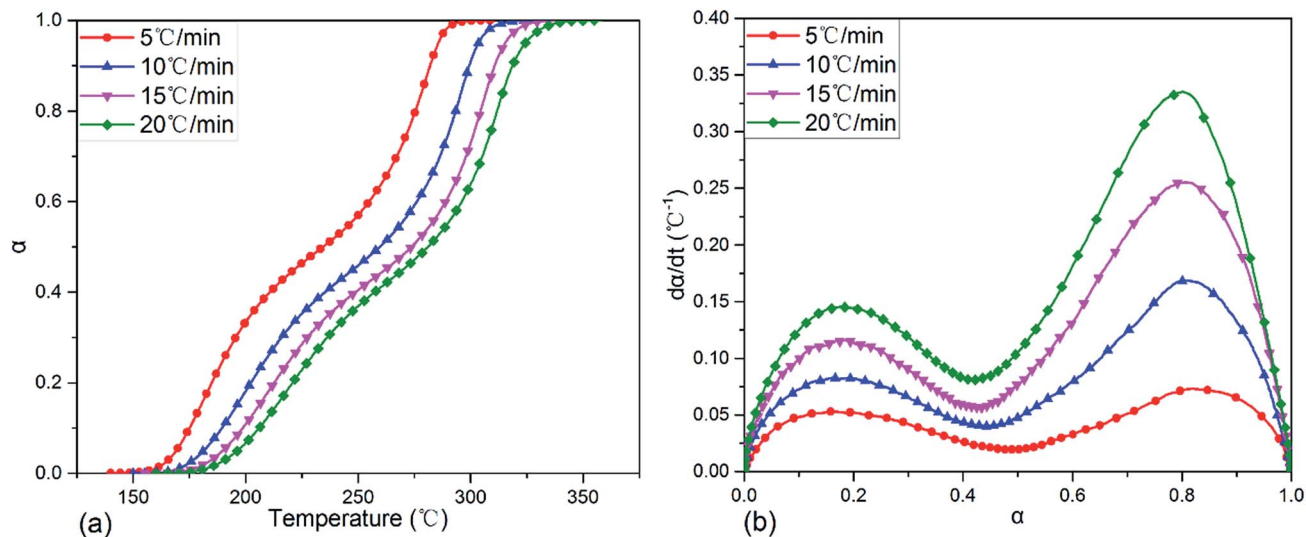 1.0
0.8
0.6
0.4
0.2
0.0
α
5℃/min
10℃/min
15℃/min
20℃/min
150
200
250
300
350
(a)
Temperature (℃)
0.40
0.35
0.30
0.25
0.20
0.15
0.10
0.05
0.00
dα/dt (℃⁻¹)
5℃/min
10℃/min
15℃/min
20℃/min
0.0
0.2
0.4
0.6
0.8
1.0
(b)
α